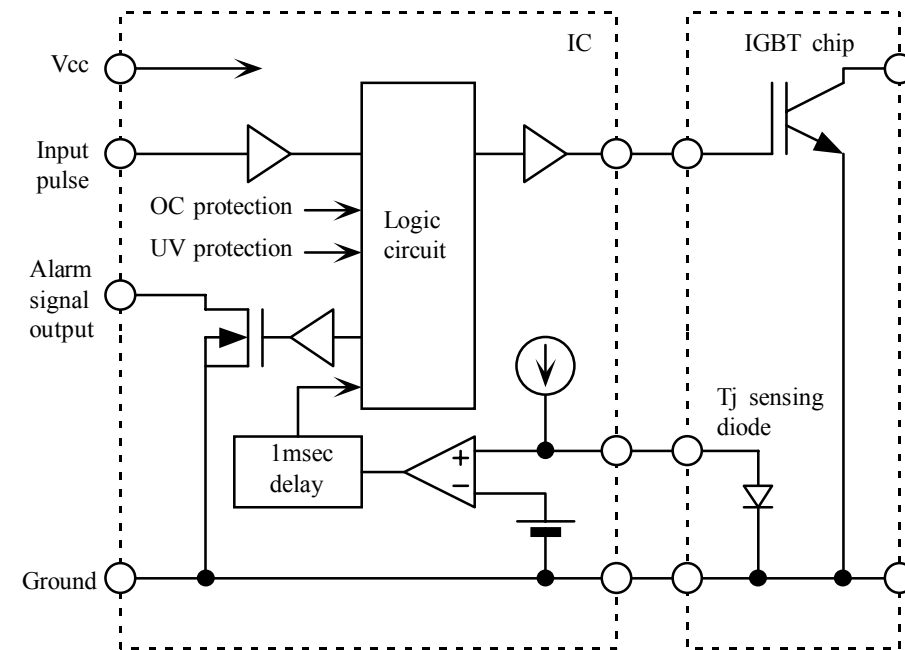 IC
IGBT chip
Vcc
Input
pulse
OC protection
UV protection
Logic
circuit
Alarm
signal
output
Tj sensing
diode
1msec
delay
+
−
Ground